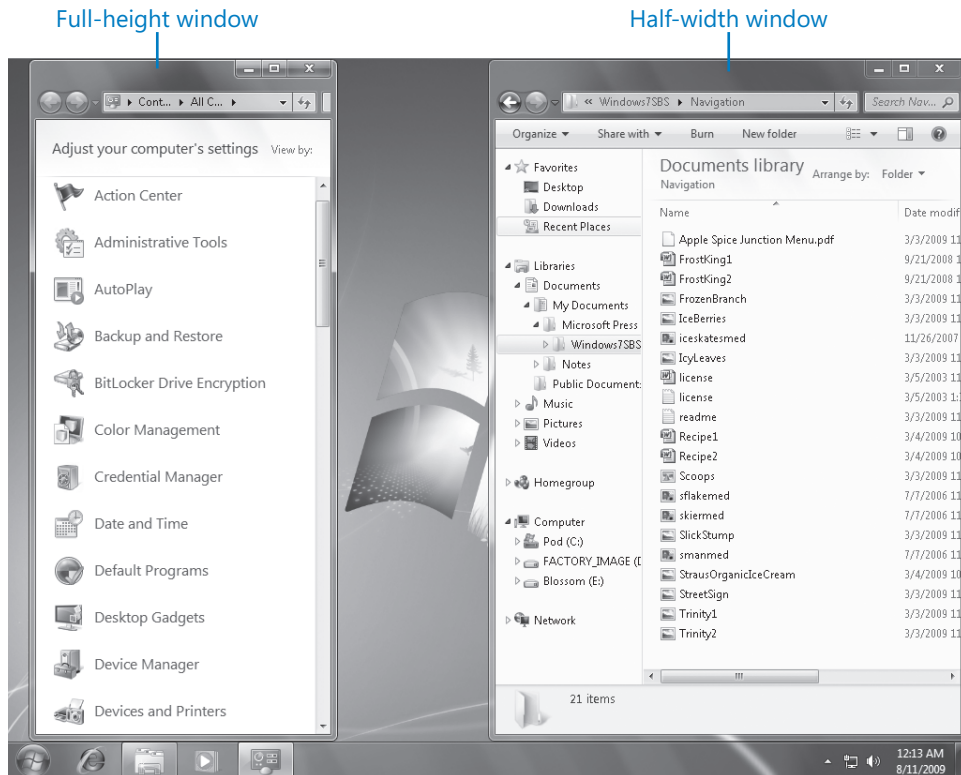 Full-height window
Half-width window
Cont... All C...
Adjust your computer's settings View by:
Action Center
Administrative Tools
AutoPlay
Backup and Restore
BitLocker Drive Encryption
Color Management
Credential Manager
Date and Time
Default Programs
Desktop Gadgets
Device Manager
Devices and Printers
« Windows7SBS Navigation
Search Nav...
Organize Share with Burn New folder
Favorites
Desktop
Downloads
Recent Places
Libraries
Documents
My Documents
Microsoft Press
Windows7SBS
Notes
Public Document
Music
Pictures
Videos
Homegroup
Computer
Pod (C:)
FACTORY_IMAGE (D
Blossom (E:)
Network
Documents library
Navigation
Arrange by: Folder
Name Date modif
Apple Spice Junction Menu.pdf 3/3/2009 11
FrostKing1 9/21/2008 1
FrostKing2 9/21/2008 1
FrozenBranch 3/3/2009 11
IceBerries 3/3/2009 11
iceskatesmed 11/26/2007
IcyLeaves 3/3/2009 11
license 3/5/2003 11
license 3/5/2003 1:
readme 3/3/2009 11
Recipe1 3/4/2009 10
Recipe2 3/4/2009 10
Scoops 3/3/2009 11
sflakemed 7/7/2006 11
skiermed 7/7/2006 11
SlickStump 3/3/2009 11
smanmed 7/7/2006 11
StrausOrganicIceCream 3/4/2009 10
StreetSign 3/3/2009 11
Trinity1 3/3/2009 11
Trinity2 3/3/2009 11
21 items
12:13 AM
8/11/2009